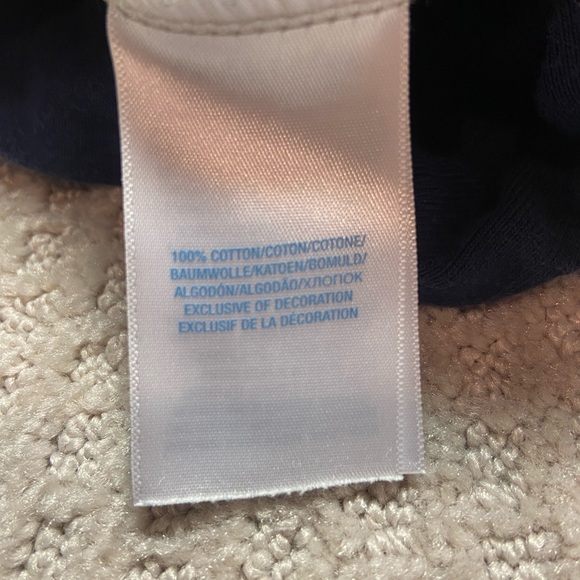 100% COTTON/COTON/COTONE/
BAUMWOLLE/KATOEN/BOMULD/
ALGODÓN/ALGODÃO/ХЛОПОК
EXCLUSIVE OF DECORATION
EXCLUSIF DE LA DÉCORATION